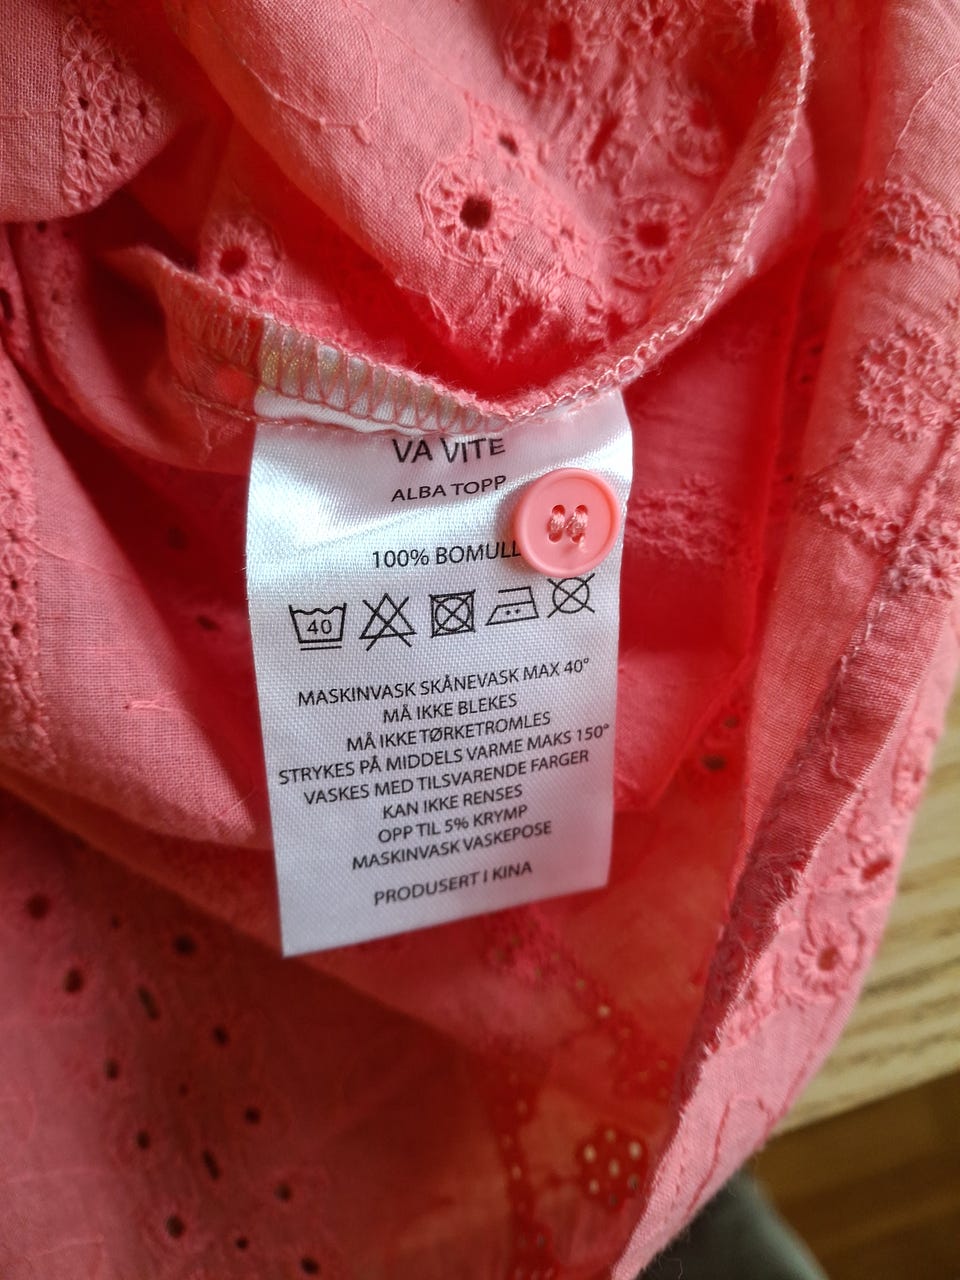 VA VITE
ALBA TOPP
100% BOMULL
40
MASKINVASK SKÅNEVASK MAX 40°
MÅ IKKE BLEKES
MÅ IKKE TØRKETROMLES
STRYKES PÅ MIDDELS VARME MAKS 150°
VASKES MED TILSVARENDE FARGER
KAN IKKE RENSES
OPP TIL 5% KRYMP
MASKINVASK VASKEPOSE
PRODUSERT I KINA